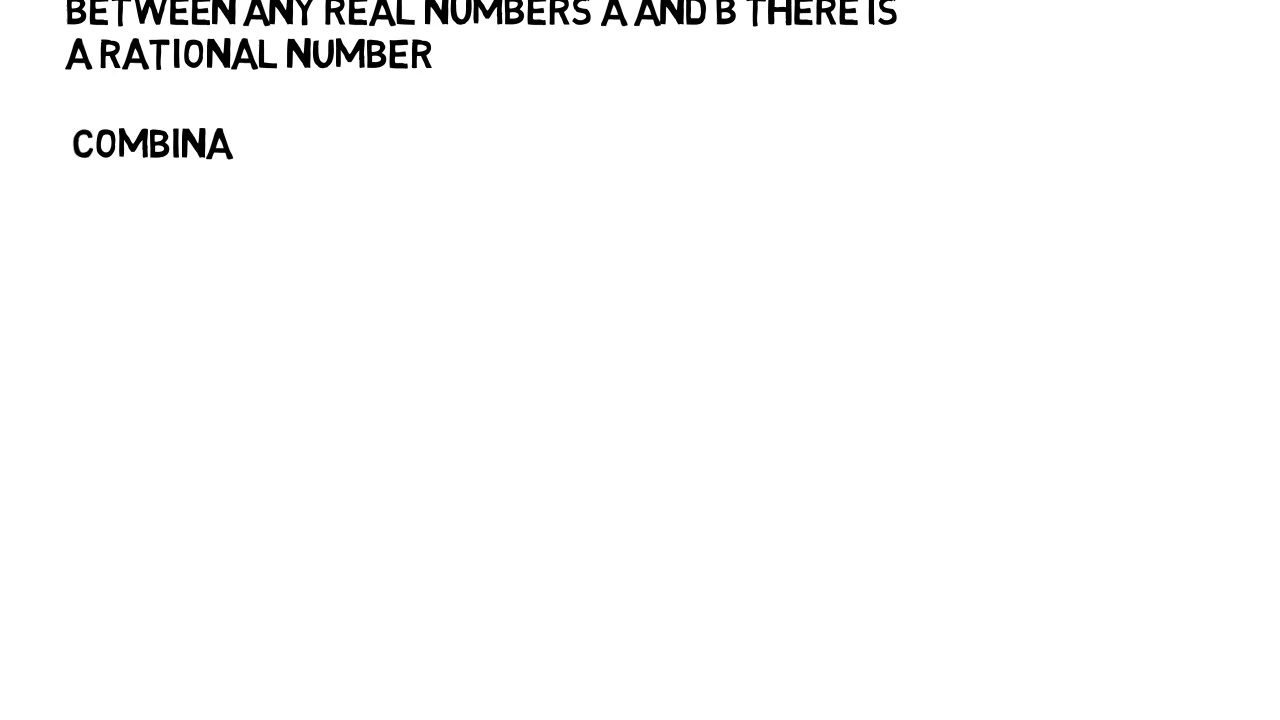 BETWEEN ANY REAL NUMBERS A AND B THERE IS
A RATIONAL NUMBER
COMBINA